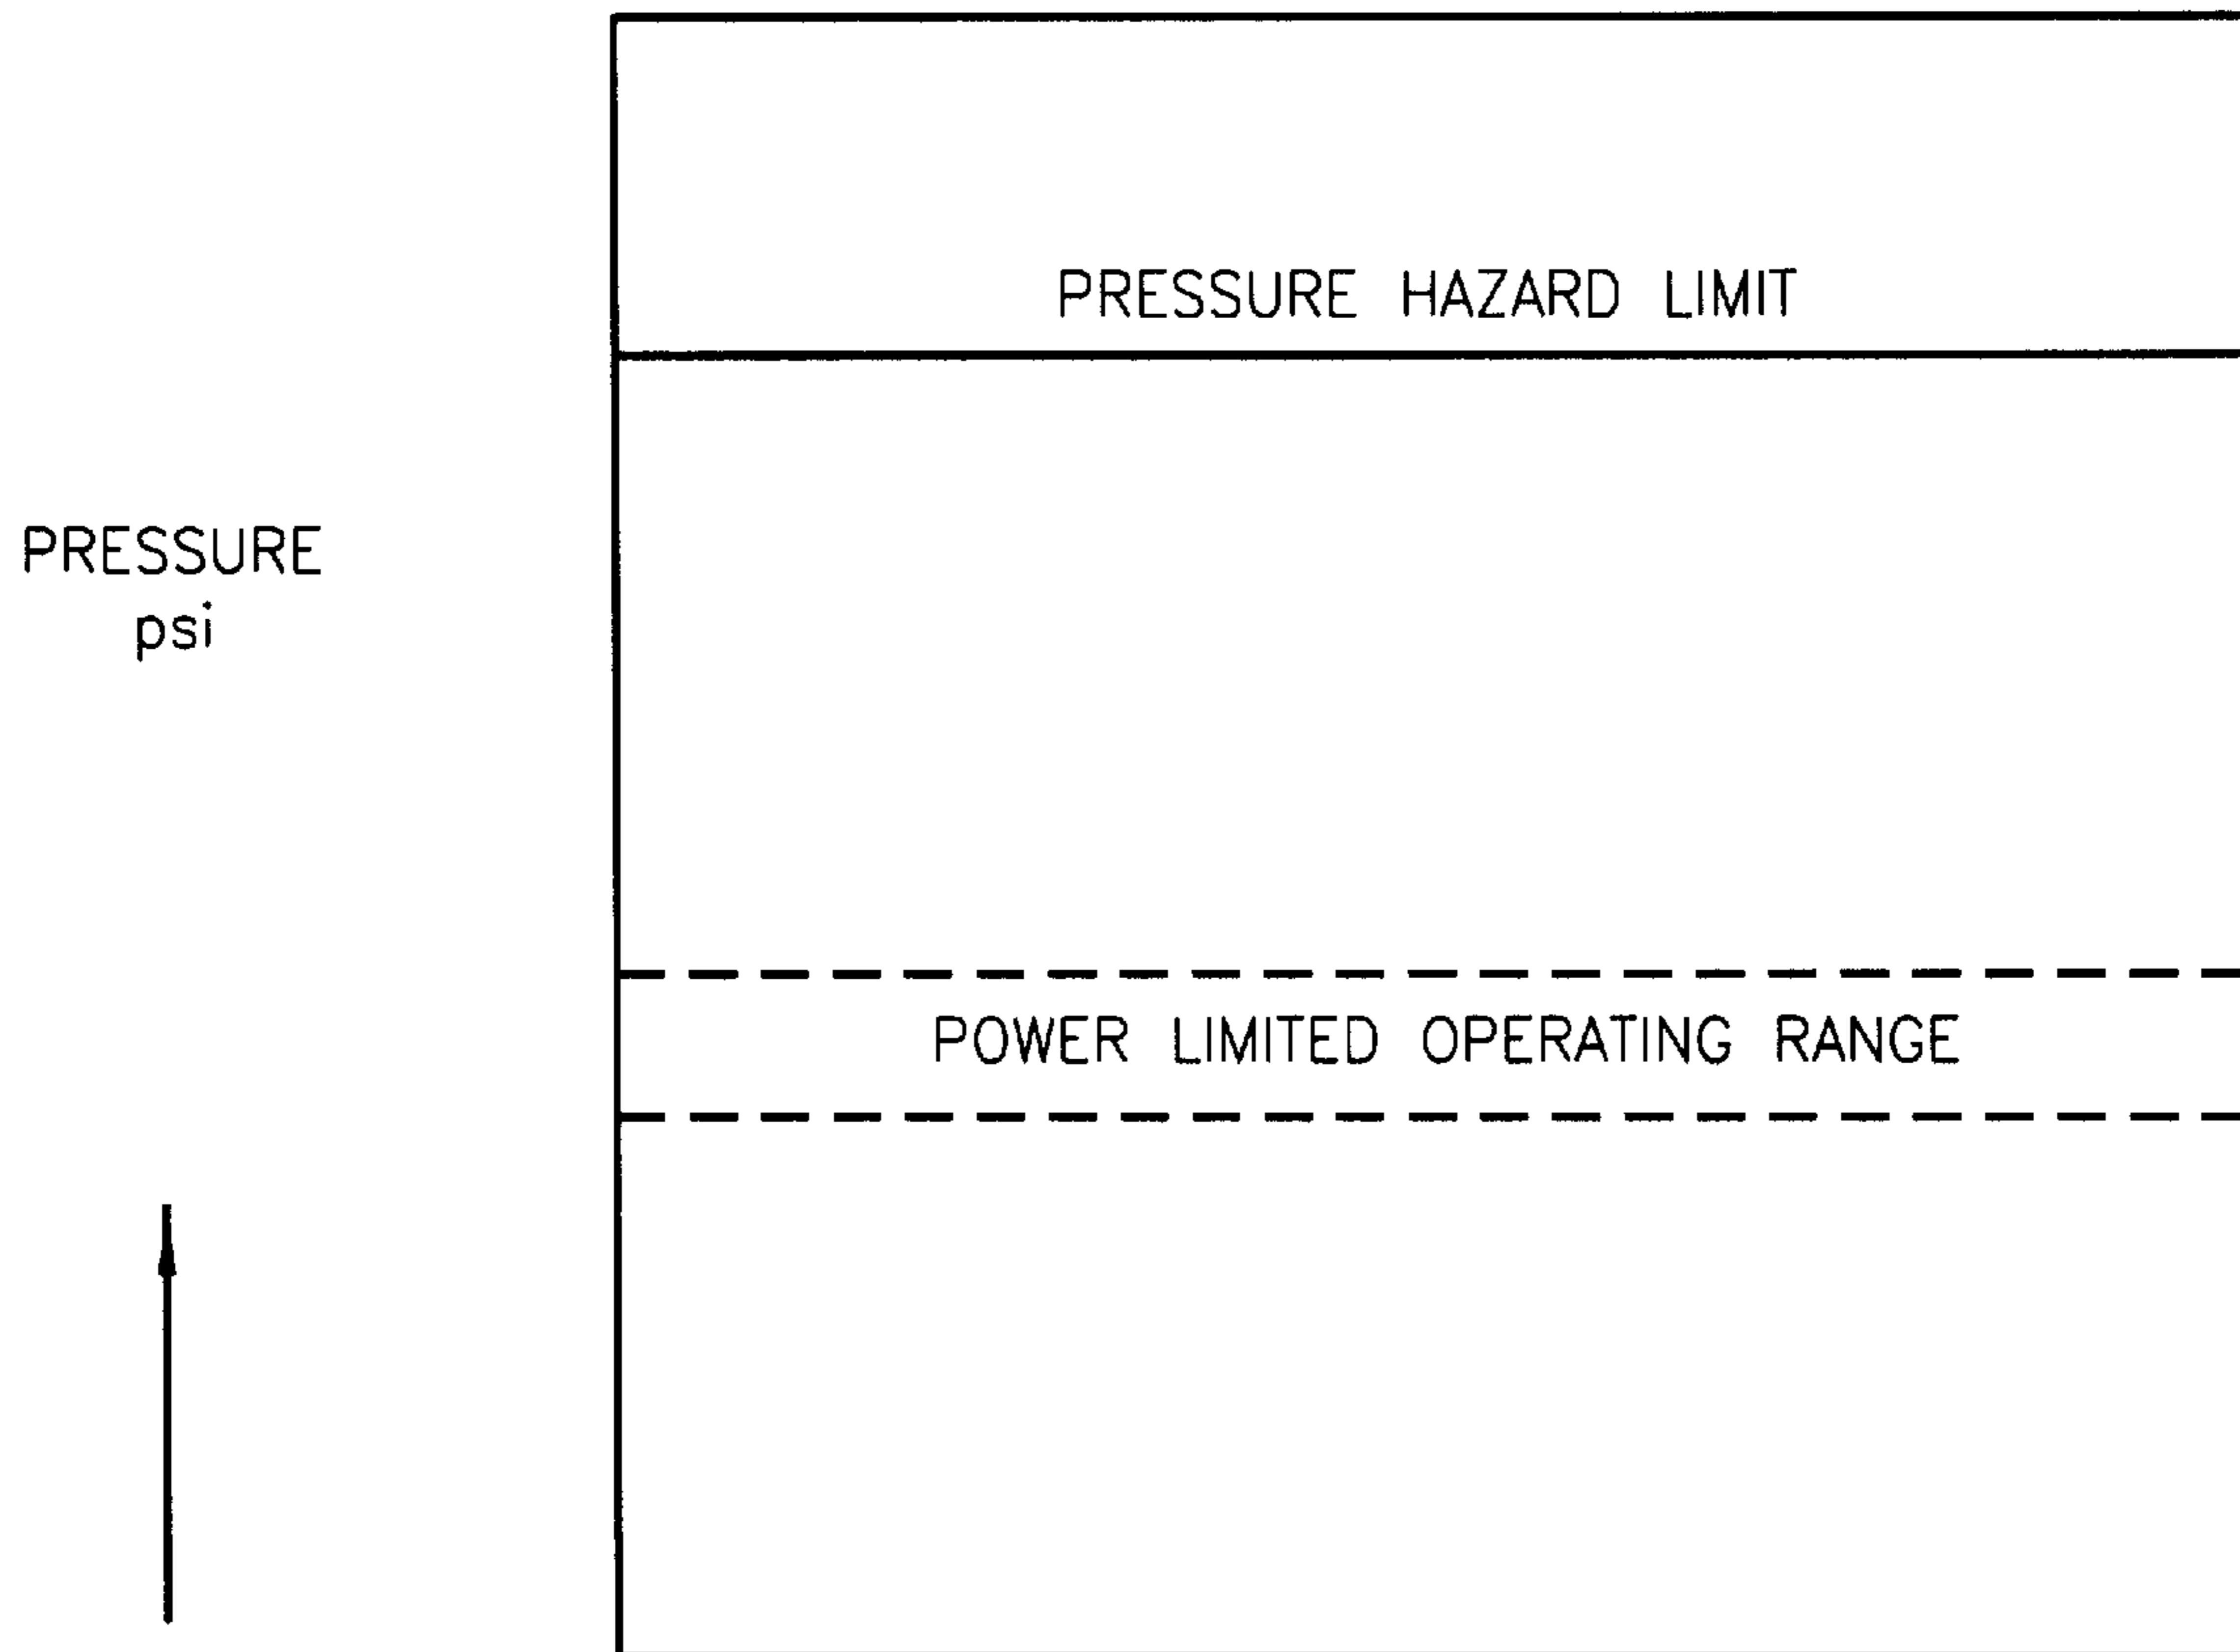 PRESSURE HAZARD LIMIT
PRESSURE
psi
POWER LIMITED OPERATING RANGE